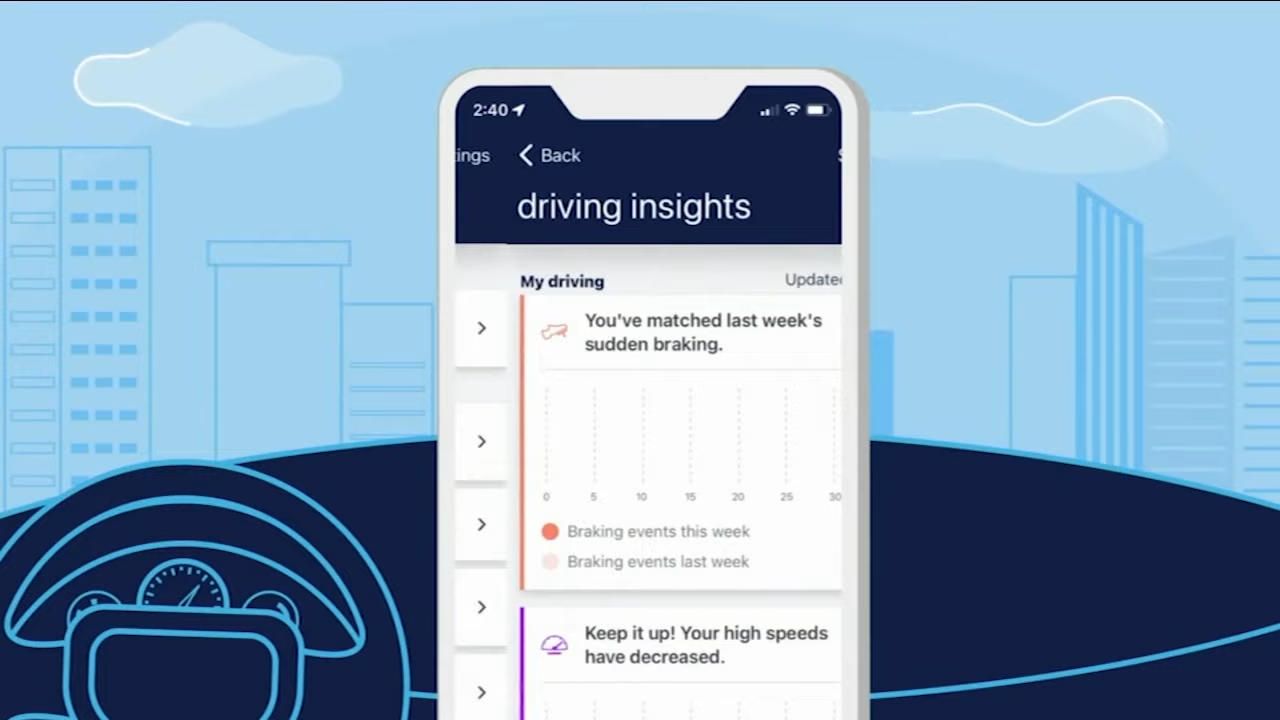 2:40
ings Back
driving insights
My driving Updated
You've matched last week's
sudden braking.
0 5 10 15 20 25 30
Braking events this week
Braking events last week
Keep it up! Your high speeds
have decreased.